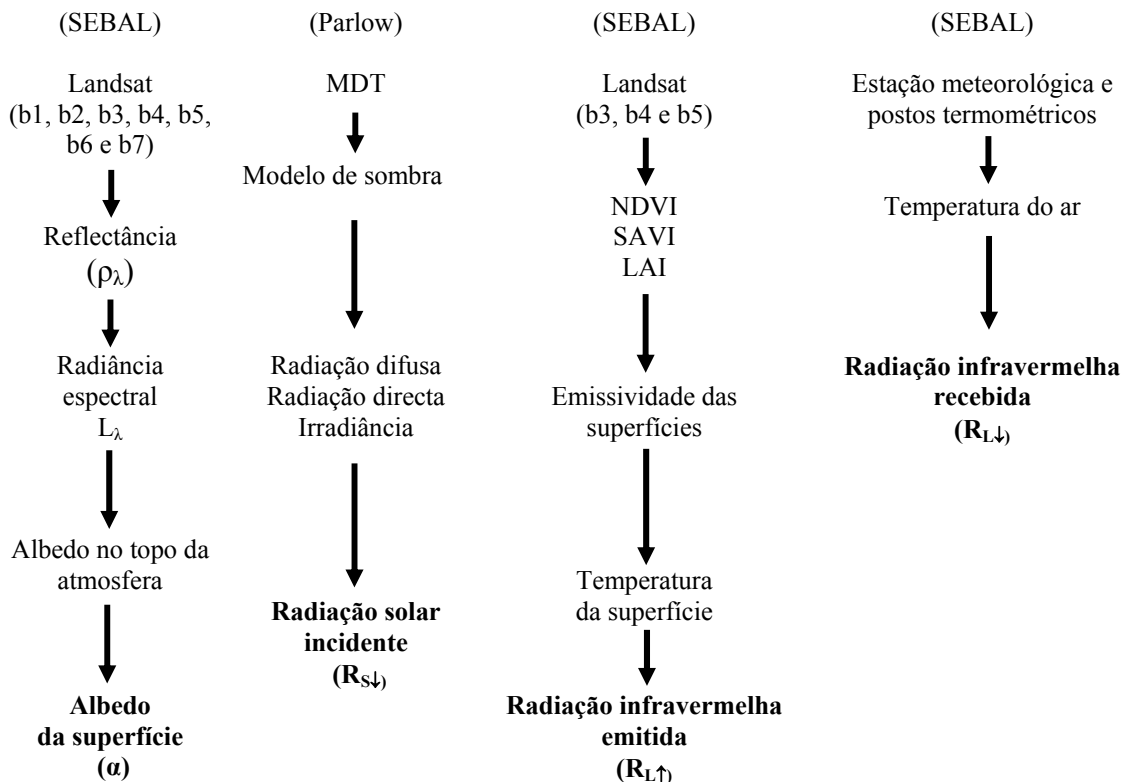 (SEBAL)
Landsat
(b1, b2, b3, b4, b5,
b6 e b7)
Reflectância
(ρλ)
Radiância
espectral
Lλ
Albedo no topo da
atmosfera
Albedo
da superfície
(α)
(Parlow)
MDT
Modelo de sombra
Radiação difusa
Radiação directa
Irradiância
Radiação solar
incidente
(RS↓)
(SEBAL)
Landsat
(b3, b4 e b5)
NDVI
SAVI
LAI
Emissividade das
superfícies
Temperatura
da superfície
Radiação infravermelha
emitida
(RL↑)
(SEBAL)
Estação meteorológica e
postos termométricos
Temperatura do ar
Radiação infravermelha
recebida
(RL↓)